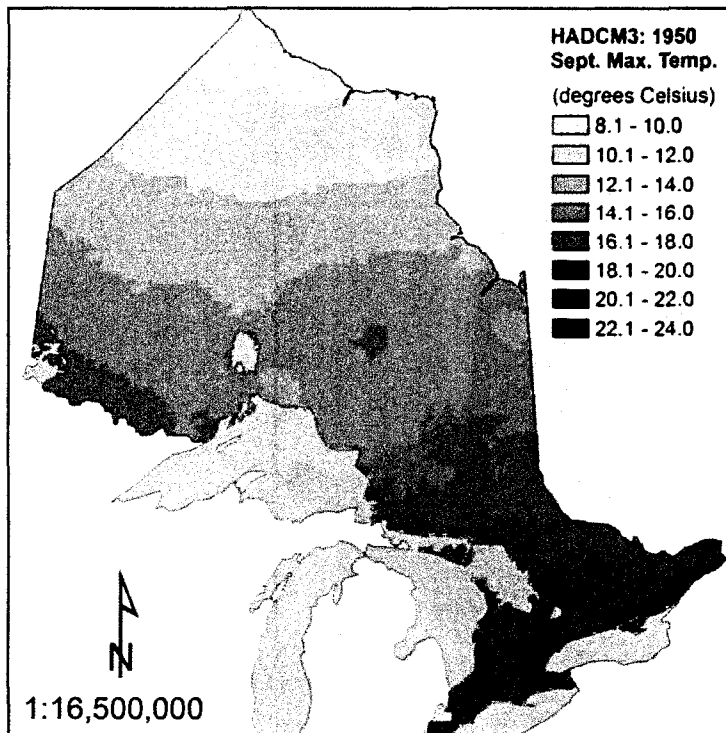 HADCM3: 1950
Sept. Max. Temp.
(degrees Celsius)
8.1 - 10.0
10.1 - 12.0
12.1 - 14.0
14.1 - 16.0
16.1 - 18.0
18.1 - 20.0
20.1 - 22.0
22.1 - 24.0
N
1:16,500,000